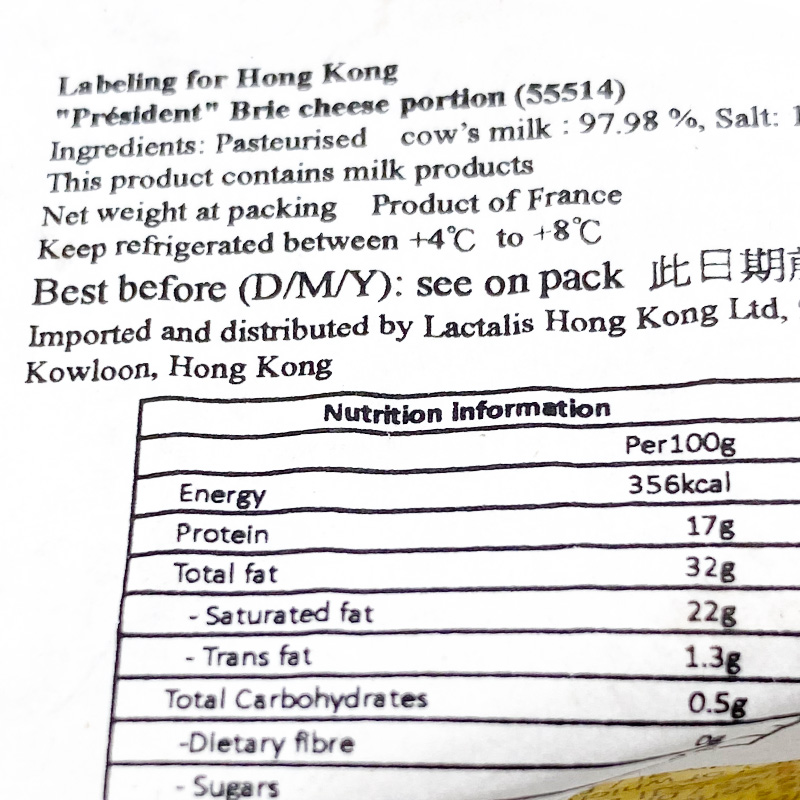 Labeling for Hong Kong
"Président" Brie cheese portion (55514)
Ingredients: Pasteurised cow's milk : 97.98 %, Salt:
This product contains milk products
Net weight at packing Product of France
Keep refrigerated between +4℃ to +8℃
Best before (D/M/Y): see on pack 此日期
Imported and distributed by Lactalis Hong Kong Ltd,
Kowloon, Hong Kong
Nutrition Information
Per100g
Energy 356kcal
Protein 17g
Total fat 32g
- Saturated fat 22g
- Trans fat 1.3g
Total Carbohydrates 0.5g
-Dietary fibre
- Sugars